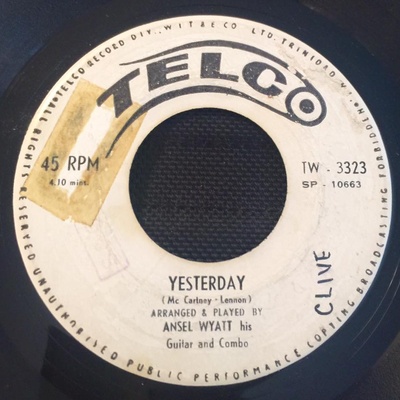 TELCO
TELCO RECORD DIV., W I T & E CO LTD., TRINIDAD W.I.
ALL RIGHTS RESERVED UNAUTHORISED PUBLIC PERFORMANCE COPYING BROADCASTING FORBIDDEN
45 RPM
4.10 mins.
TW - 3323
SP - 10663
YESTERDAY
(Mc Cartney - Lennon)
ARRANGED & PLAYED BY
ANSEL WYATT his
Guitar and Combo
CLIVE